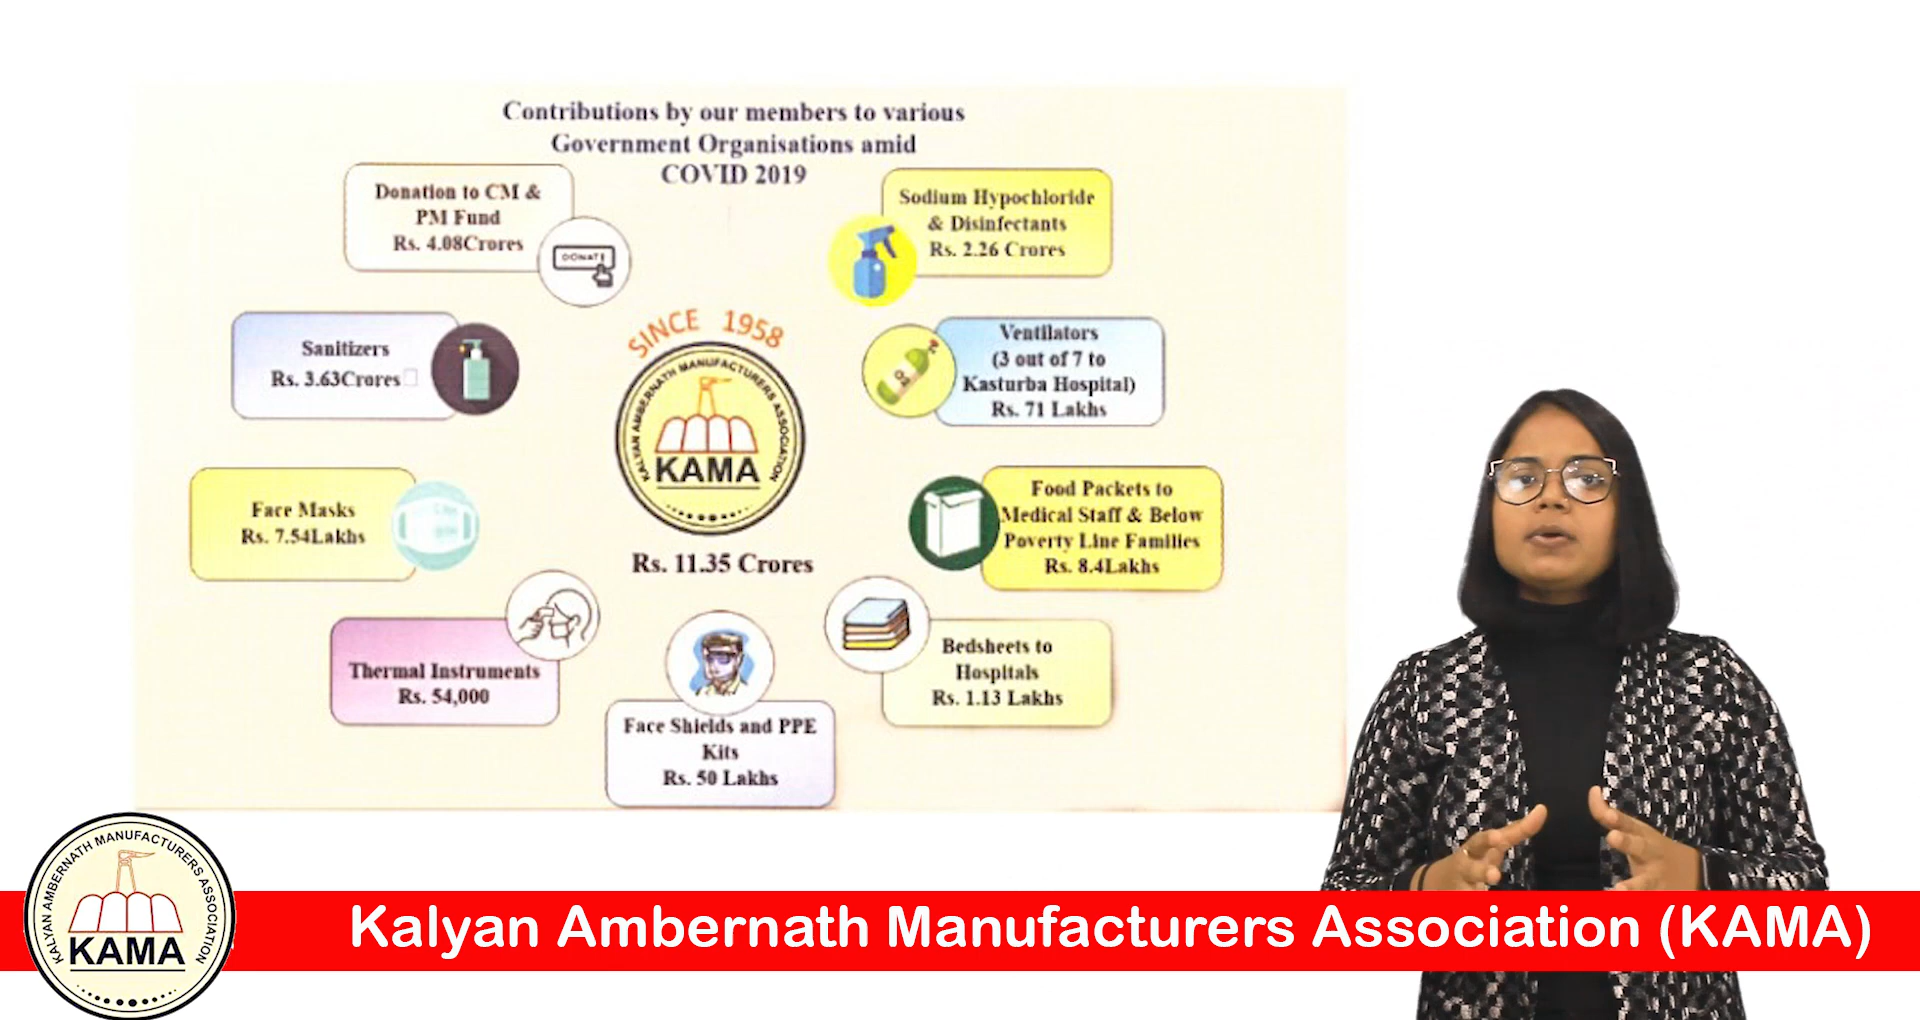 Contributions by our members to various
Government Organisations amid
COVID 2019
Donation to CM &
PM Fund
Rs. 4.08Crores
DONATE
Sodium Hypochloride
& Disinfectants
Rs. 2.26 Crores
Sanitizers
Rs. 3.63Crores
SINCE 1958
KALYAN AMBERNATH MANUFACTURERS ASSOCIATION
KAMA
Rs. 11.35 Crores
O2
Ventilators
(3 out of 7 to
Kasturba Hospital)
Rs. 71 Lakhs
Face Masks
Rs. 7.54Lakhs
Food Packets to
Medical Staff & Below
Poverty Line Families
Rs. 8.4Lakhs
Thermal Instruments
Rs. 54,000
Face Shields and PPE
Kits
Rs. 50 Lakhs
Bedsheets to
Hospitals
Rs. 1.13 Lakhs
KALYAN AMBERNATH MANUFACTURERS ASSOCIATION
KAMA
Kalyan Ambernath Manufacturers Association (KAMA)